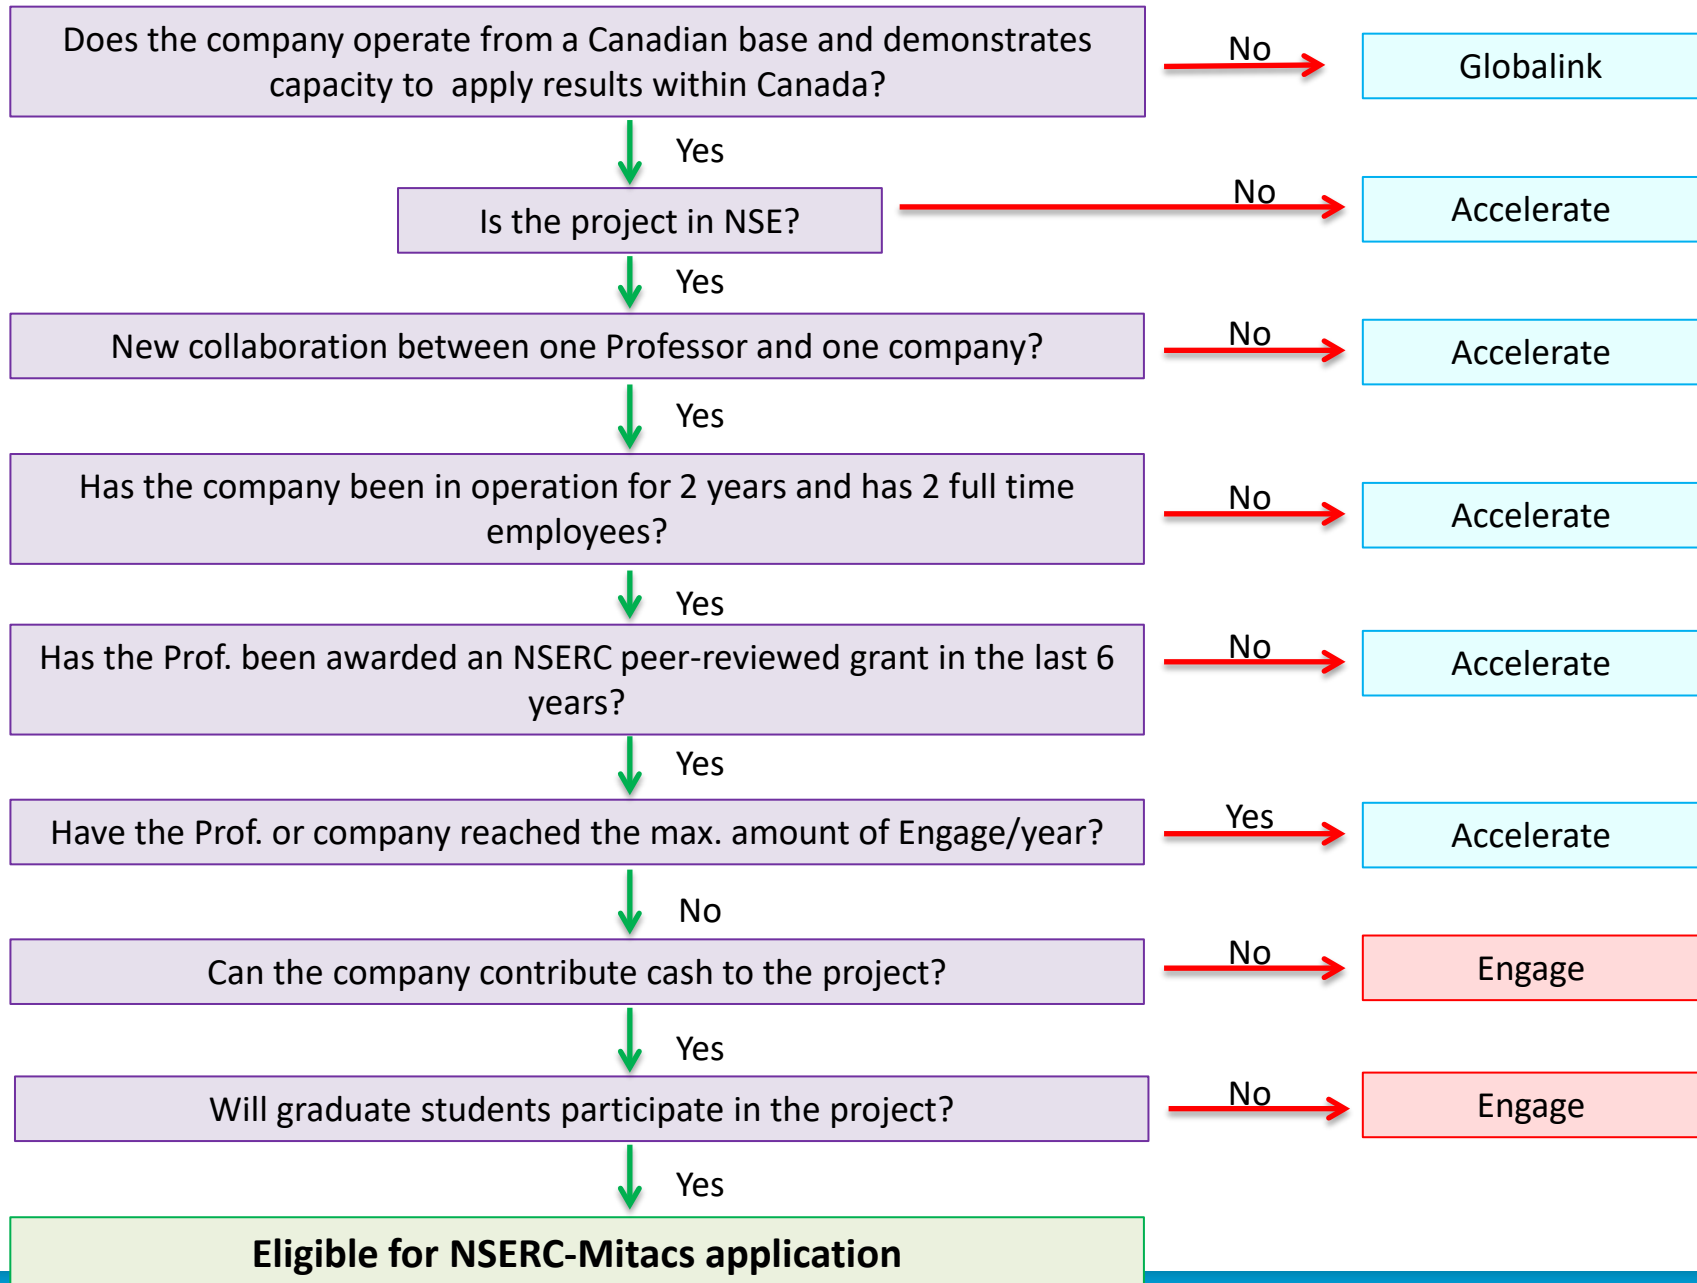 Does the company operate from a Canadian base and demonstrates
capacity to  apply results within Canada?
No
Globalink
Yes
Is the project in NSE?
No
Accelerate
Yes
New collaboration between one Professor and one company?
No
Accelerate
Yes
Has the company been in operation for 2 years and has 2 full time
employees?
No
Accelerate
Yes
Has the Prof. been awarded an NSERC peer-reviewed grant in the last 6
years?
No
Accelerate
Yes
Have the Prof. or company reached the max. amount of Engage/year?
Yes
Accelerate
No
Can the company contribute cash to the project?
No
Engage
Yes
Will graduate students participate in the project?
No
Engage
Yes
Eligible for NSERC-Mitacs application